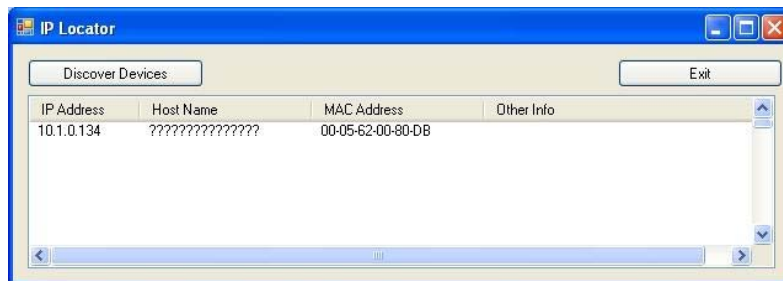 IP Locator
Discover Devices Exit
IP Address Host Name MAC Address Other Info
10.1.0.134 ??????????????? 00-05-62-00-80-DB